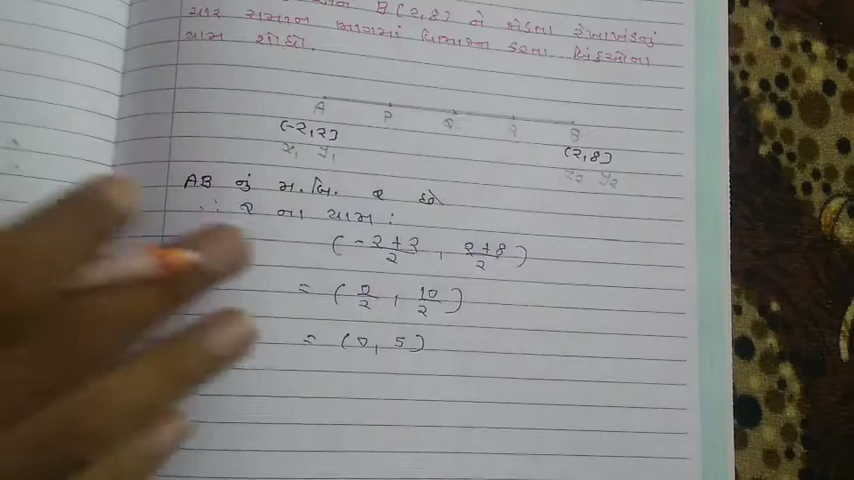 B (2,8) ને જોડતા રેખાખંડનું
ચાર સમાન ભાગમાં વિભાજન કરતા બિંદુઓના
યામ શોધો.
A P Q R B
(-2,2) (2,8)
x₁ y₁ x₂ y₂
AB નું મ.બિ. Q છે
∴ Q ના યામ :
( -2+2 / 2 , 2+8 / 2 )
= ( 0/2 , 10/2 )
= (0, 5)